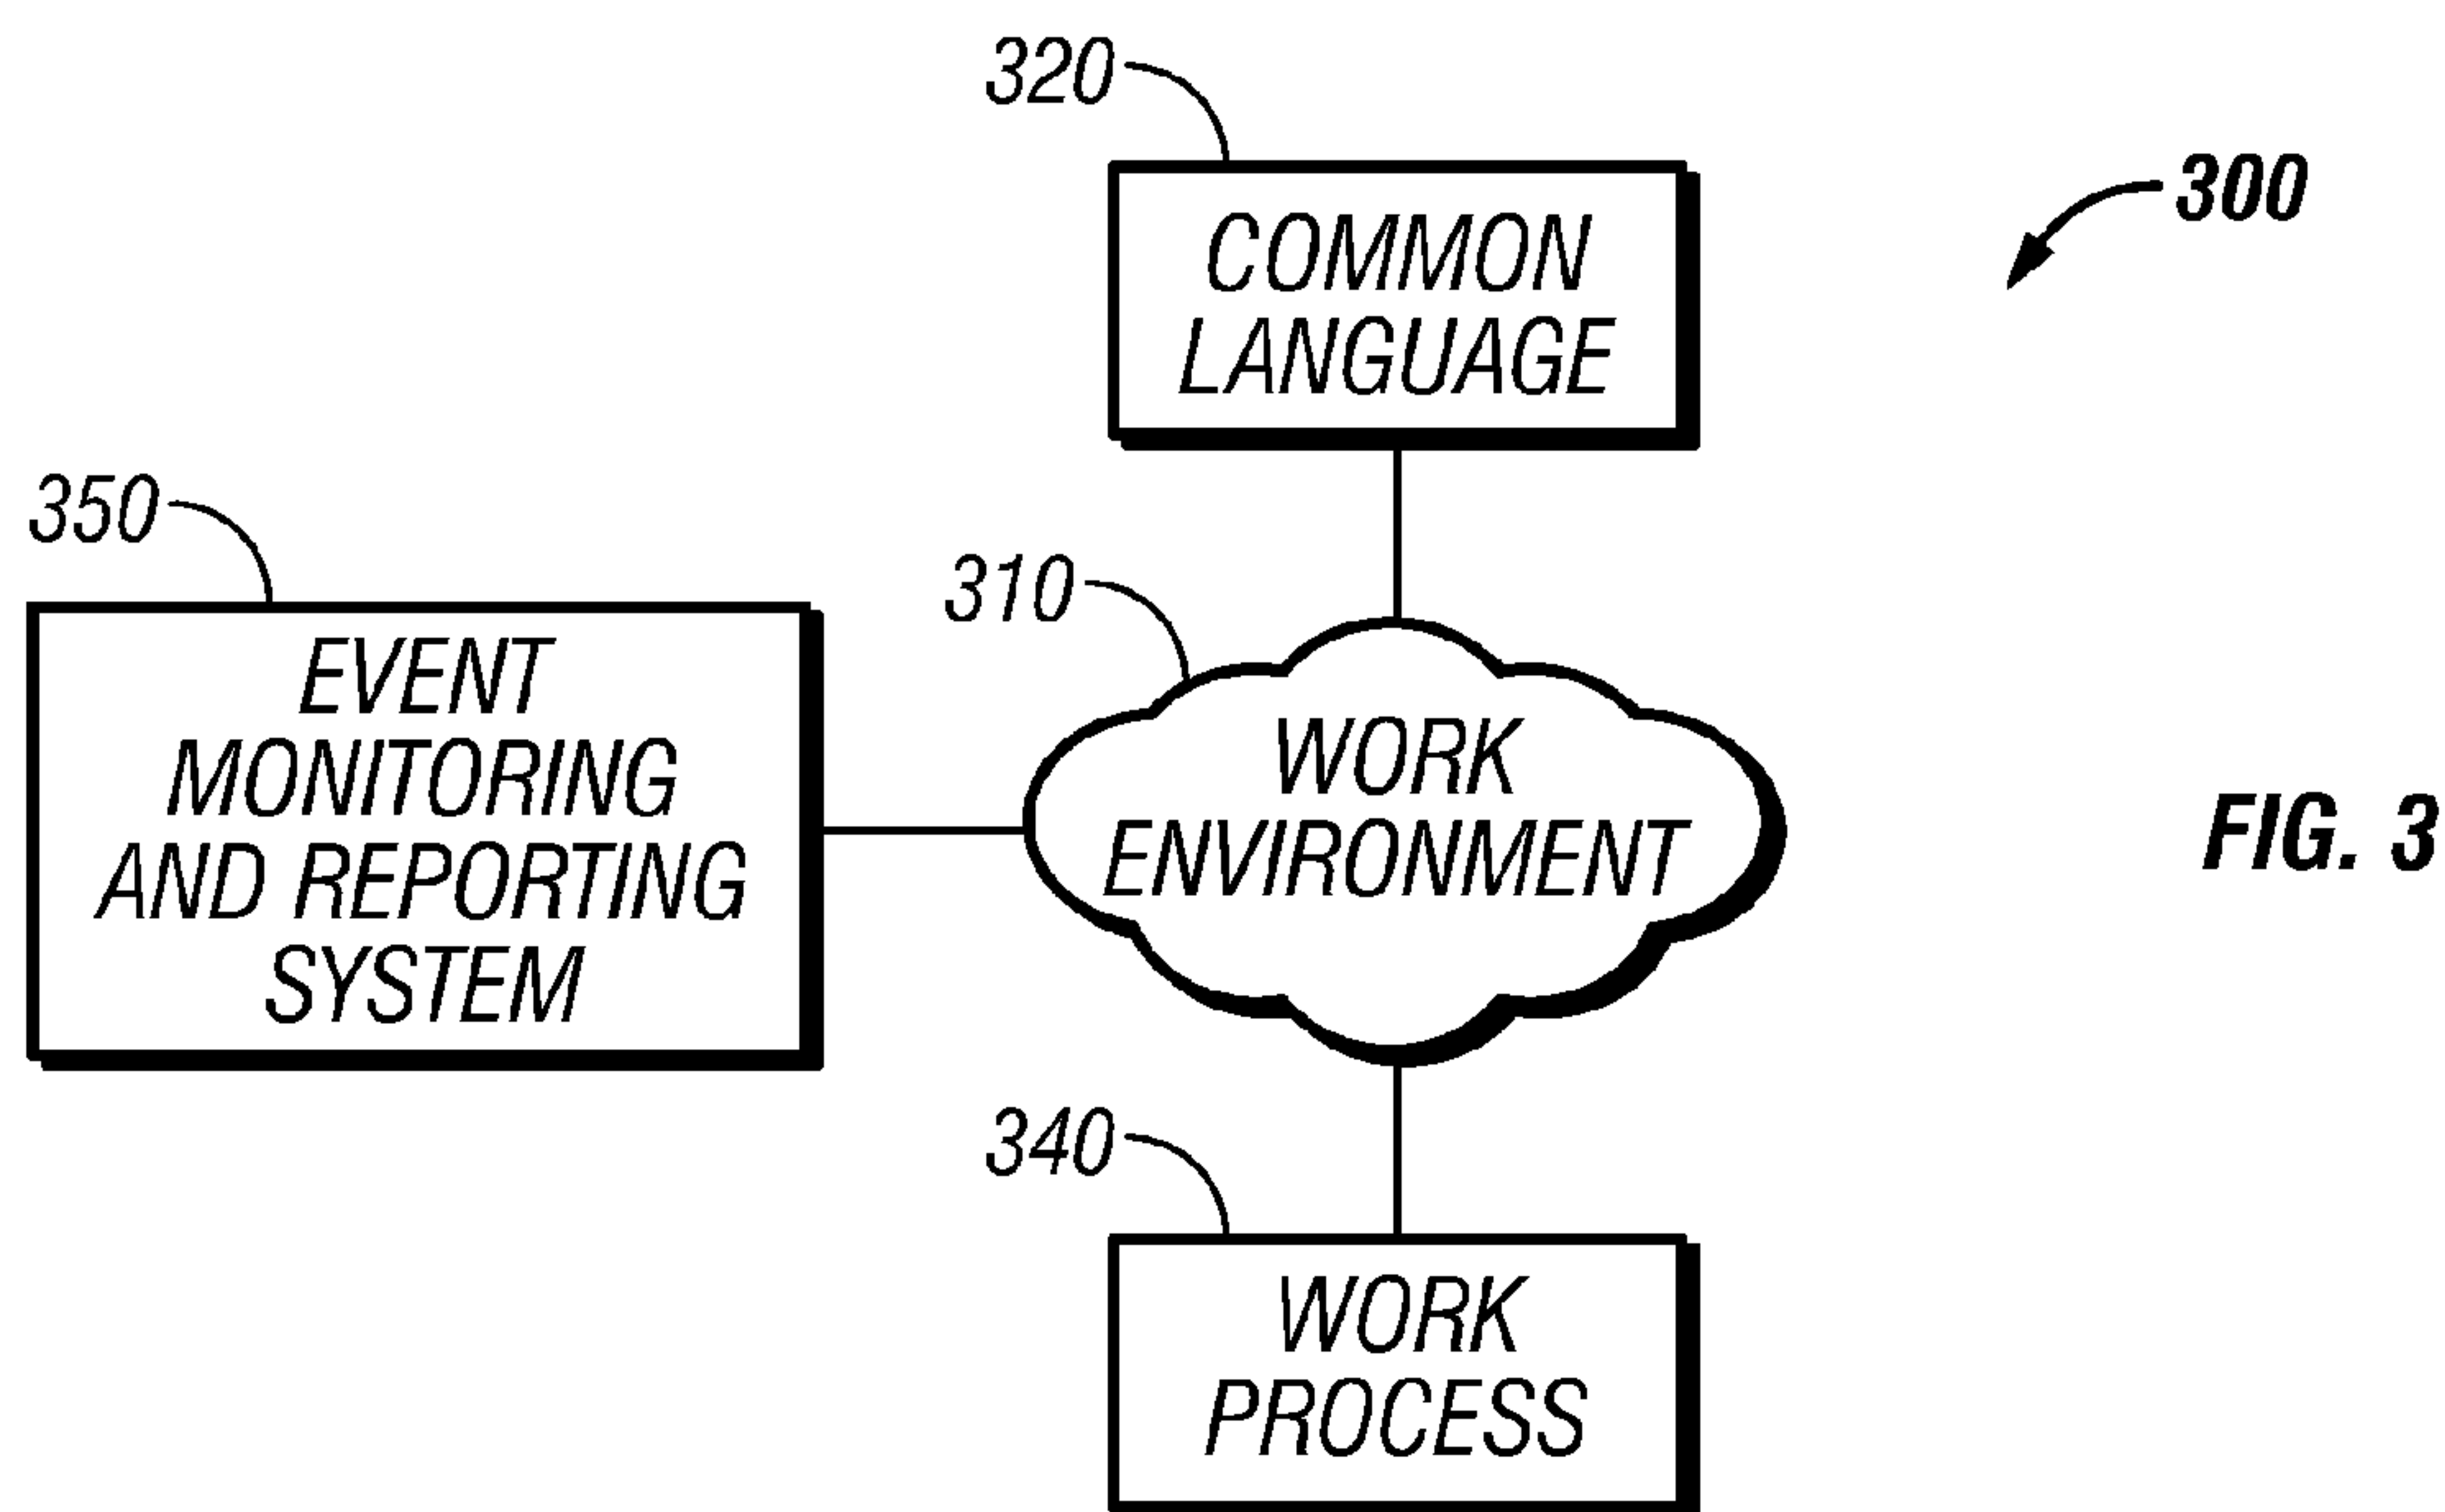 320
COMMON
LANGUAGE
300
350
EVENT
MONITORING
AND REPORTING
SYSTEM
310
WORK
ENVIRONMENT
FIG. 3
340
WORK
PROCESS